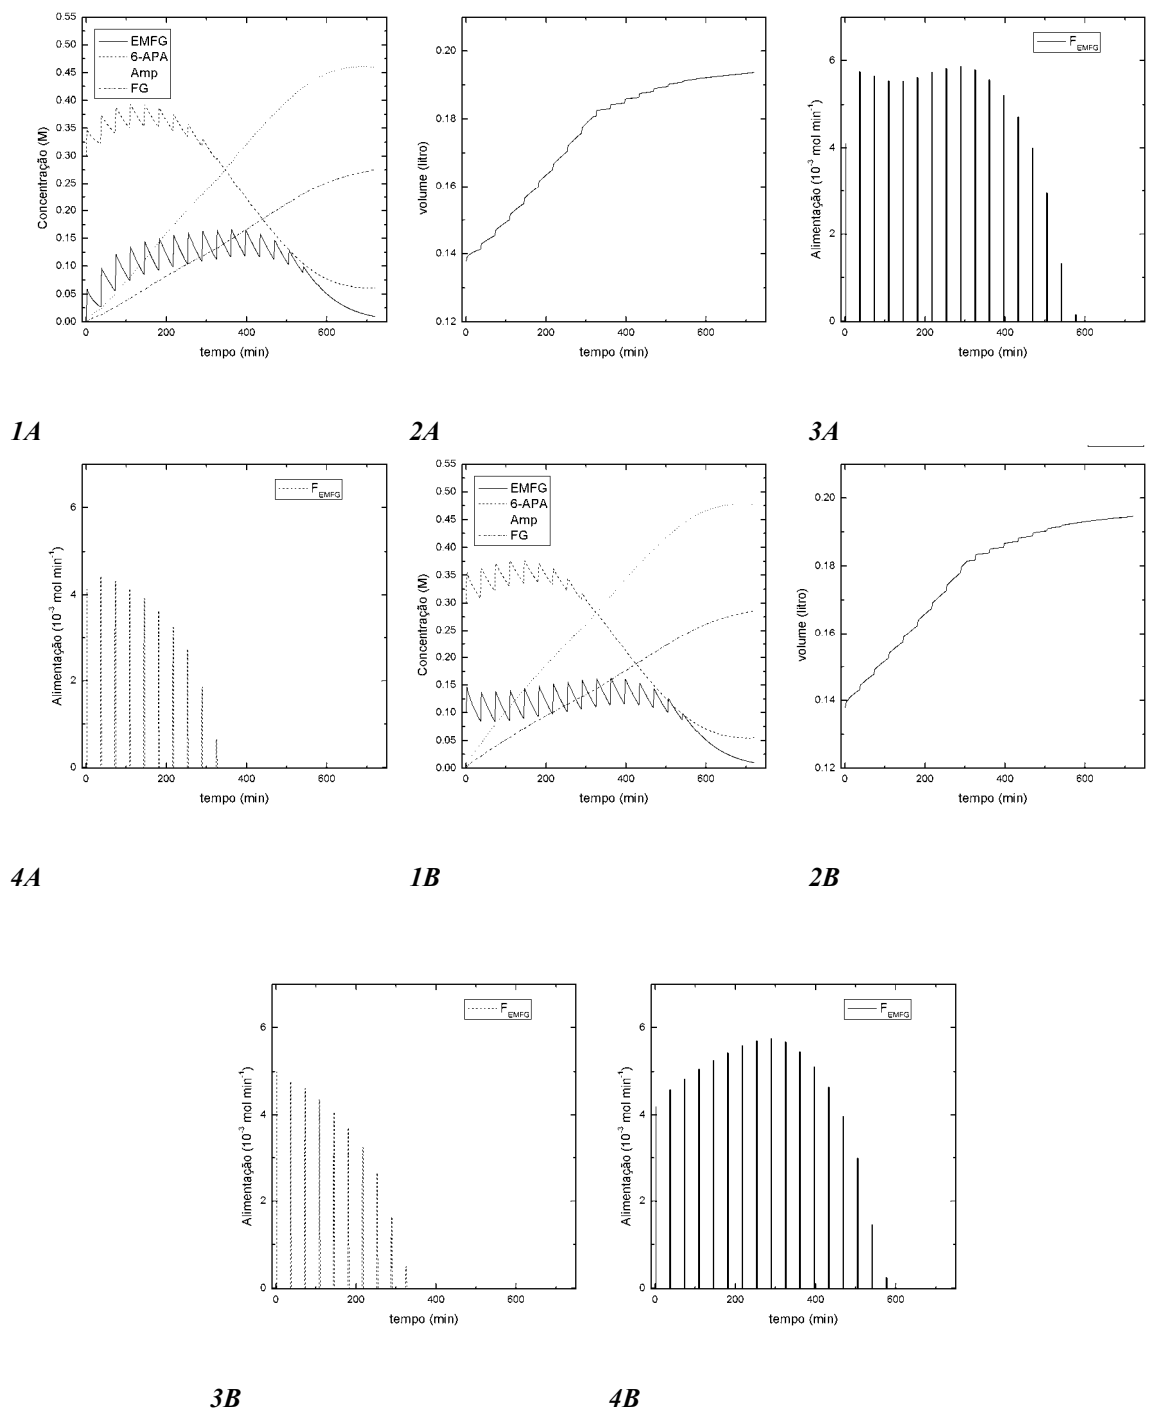 0.55
0.50
0.45
0.40
0.35
0.30
0.25
0.20
0.15
0.10
0.05
0.00
Concentração (M)
EMFG
6-APA
Amp
FG
0 200 400 600
tempo (min)
0.20
0.18
0.16
0.14
0.12
volume (litro)
0 200 400 600
tempo (min)
6
4
2
0
Alimentação (10⁻³ mol min⁻¹)
F EMFG
0 200 400 600
tempo (min)
1A 2A 3A
6
4
2
0
Alimentação (10⁻³ mol min⁻¹)
F EMFG
0 200 400 600
tempo (min)
0.55
0.50
0.45
0.40
0.35
0.30
0.25
0.20
0.15
0.10
0.05
0.00
Concentração (M)
EMFG
6-APA
Amp
FG
0 200 400 600
tempo (min)
0.20
0.18
0.16
0.14
0.12
volume (litro)
0 200 400 600
tempo (min)
4A 1B 2B
6
4
2
0
Alimentação (10⁻³ mol min⁻¹)
F EMFG
0 200 400 600
tempo (min)
6
4
2
0
Alimentação (10⁻³ mol min⁻¹)
F EMFG
0 200 400 600
tempo (min)
3B 4B